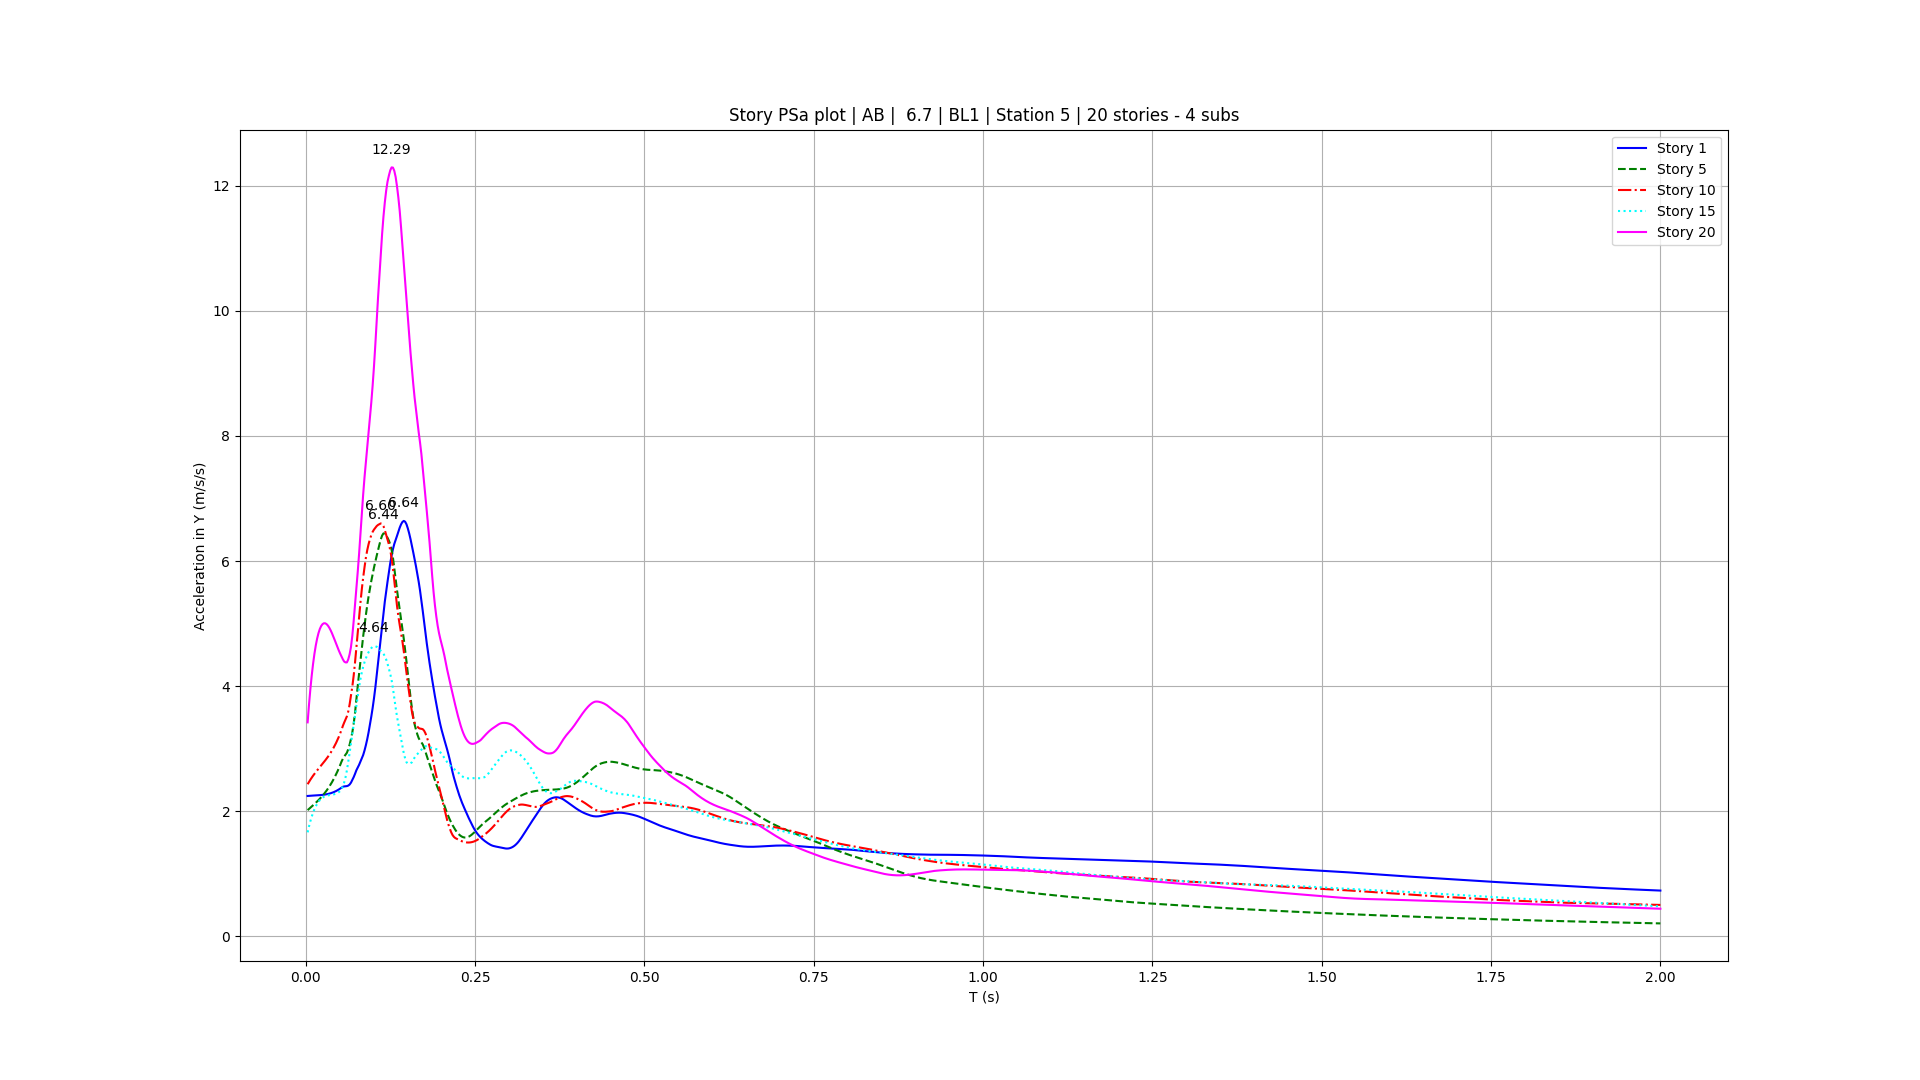 Story PSa plot | AB |  6.7 | BL1 | Station 5 | 20 stories - 4 subs
12.29
6.60
6.64
6.44
4.64
Story 1
Story 5
Story 10
Story 15
Story 20
Acceleration in Y (m/s/s)
12
10
8
6
4
2
0
0.00 0.25 0.50 0.75 1.00 1.25 1.50 1.75 2.00
T (s)